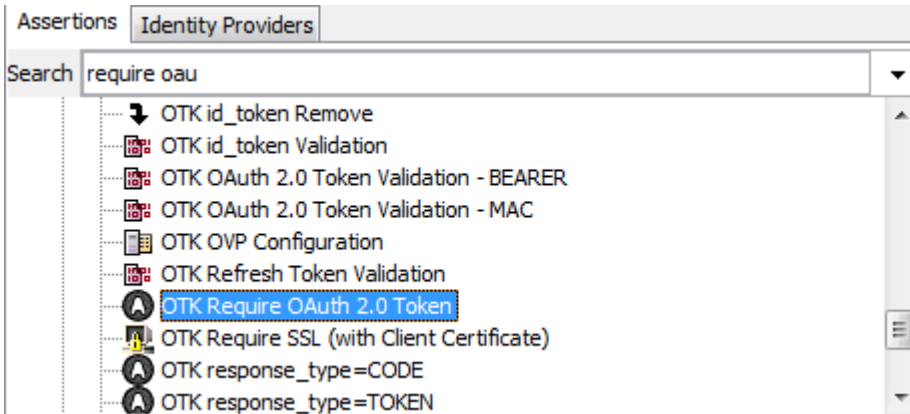 Assertions Identity Providers
Search require oau
OTK id_token Remove
OTK id_token Validation
OTK OAuth 2.0 Token Validation - BEARER
OTK OAuth 2.0 Token Validation - MAC
OTK OVP Configuration
OTK Refresh Token Validation
OTK Require OAuth 2.0 Token
OTK Require SSL (with Client Certificate)
OTK response_type=CODE
OTK response_type=TOKEN